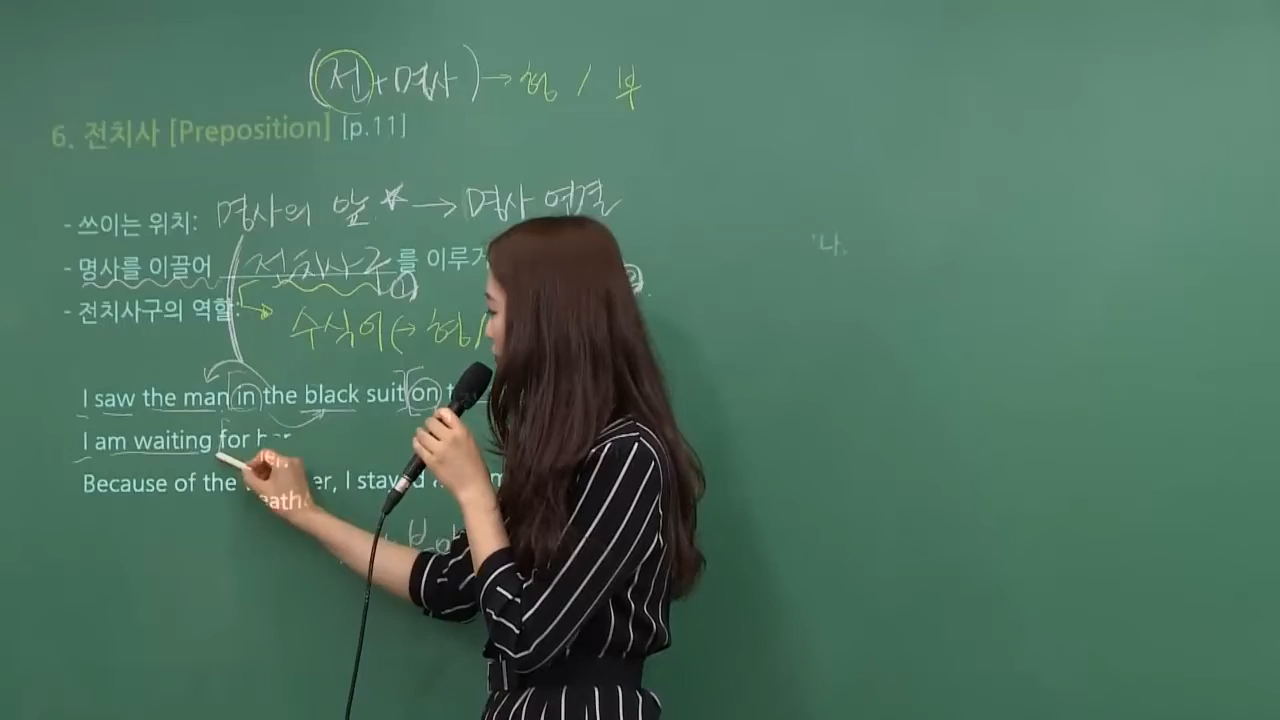 (전+명사) → 형 / 부
6. 전치사 [Preposition] [p.11]
- 쓰이는 위치: 명사의 앞 ★ → 명사 연결
- 명사를 이끌어 (전치사구를 이루
①
②
- 전치사구의 역할:
→ 수식어 (→ 형/
I saw the man in the black suit on
I am waiting for her.
Because of the weather, I stayed
나.